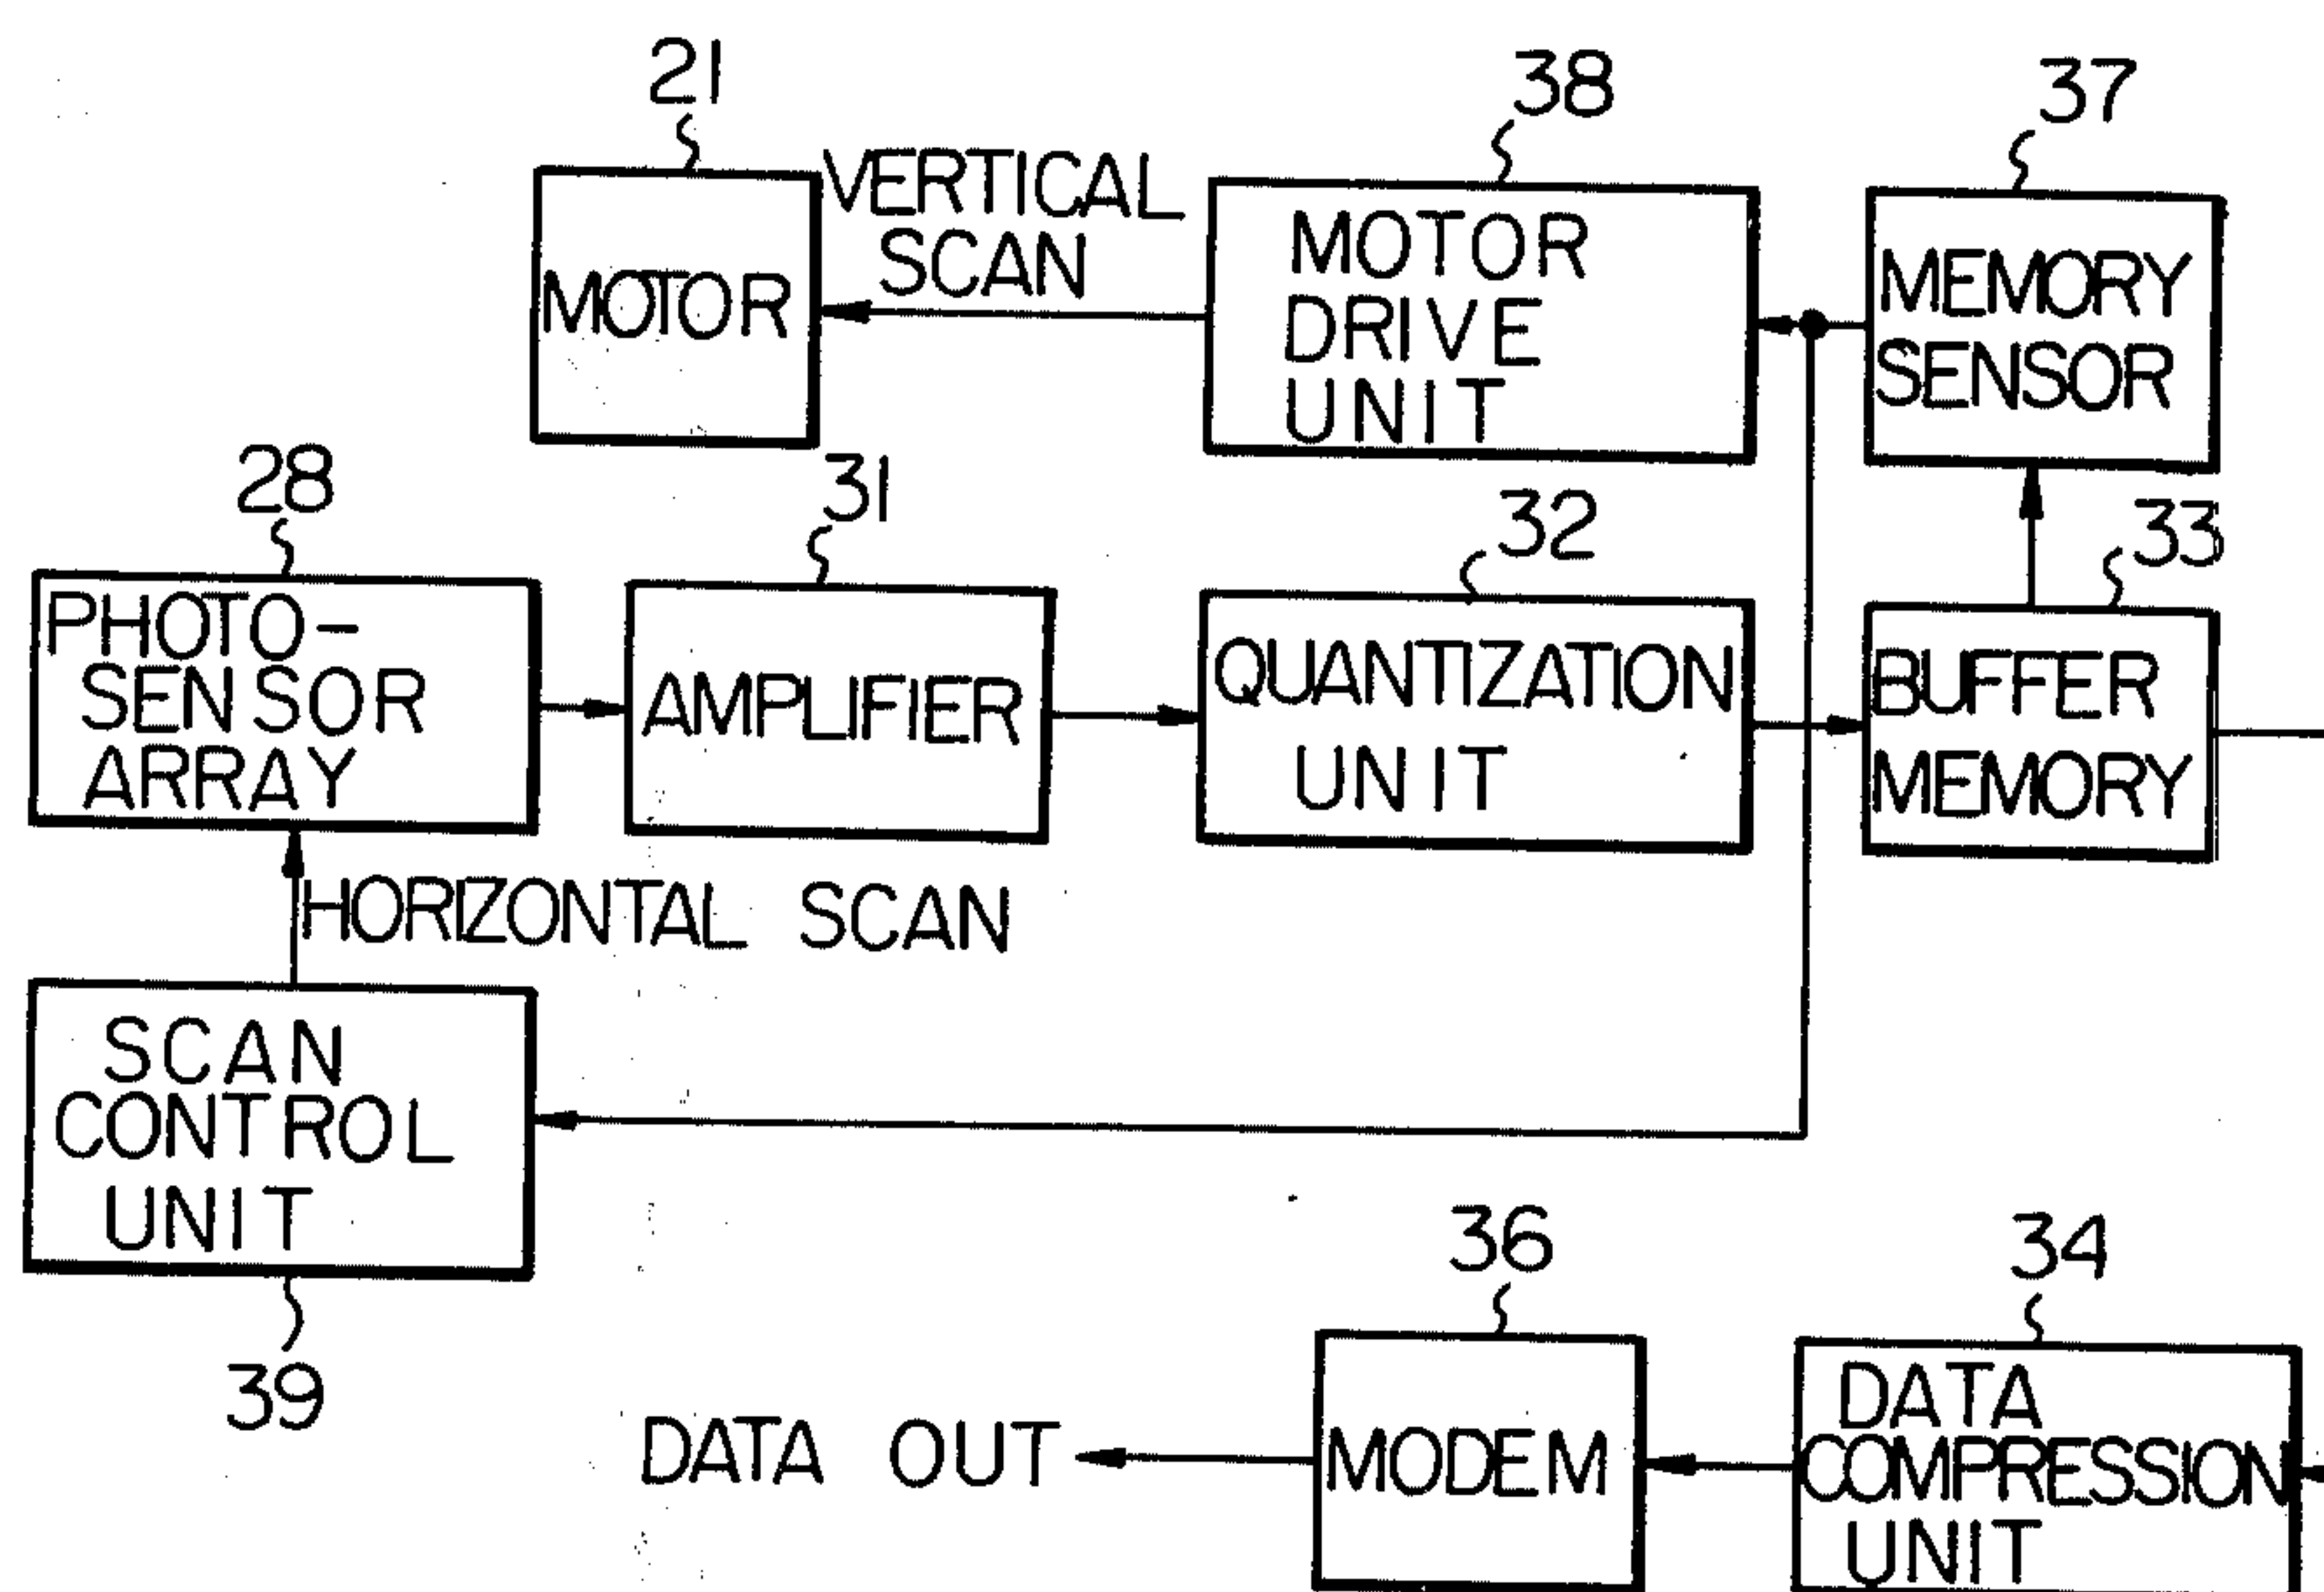 21
38
37
VERTICAL
SCAN
MOTOR
MOTOR
DRIVE
UNIT
MEMORY
SENSOR
28
31
32
33
PHOTO-
SENSOR
ARRAY
AMPLIFIER
QUANTIZATION
UNIT
BUFFER
MEMORY
HORIZONTAL SCAN
SCAN
CONTROL
UNIT
39
36
34
DATA OUT
MODEM
DATA
COMPRESSION
UNIT